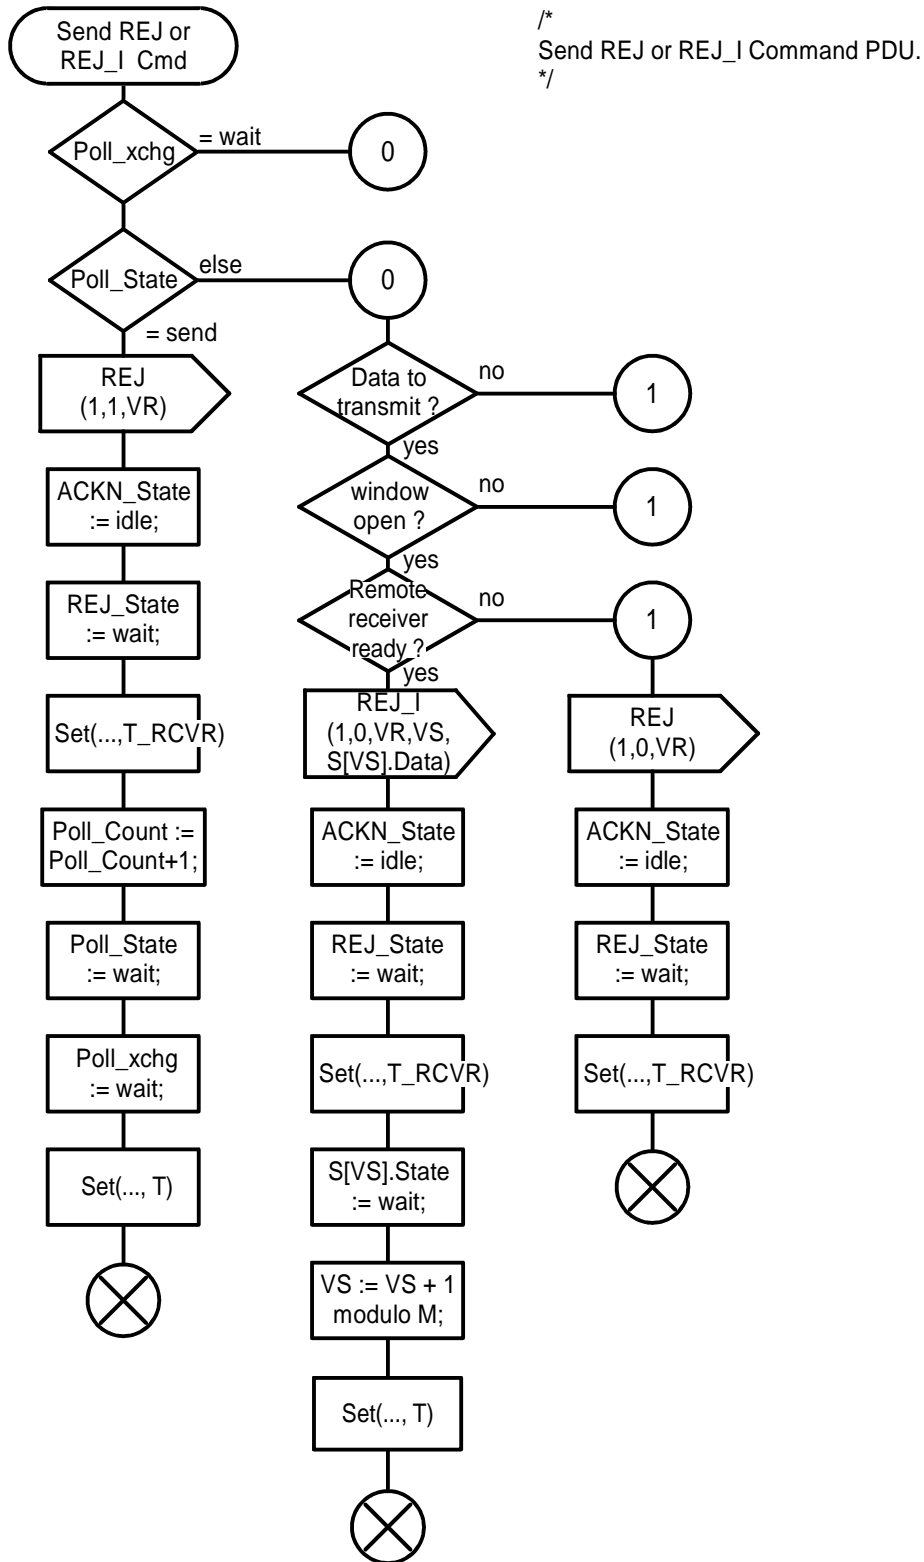 Send REJ or
REJ_I Cmd
/*
Send REJ or REJ_I Command PDU.
*/
Poll_xchg
= wait
0
Poll_State
else
0
= send
REJ
(1,1,VR)
ACKN_State
:= idle;
REJ_State
:= wait;
Set(...,T_RCVR)
Poll_Count :=
Poll_Count+1;
Poll_State
:= wait;
Poll_xchg
:= wait;
Set(..., T)
Data to
transmit ?
no
1
yes
window
open ?
no
1
yes
Remote
receiver
ready ?
no
1
yes
REJ_I
(1,0,VR,VS,
S[VS].Data)
ACKN_State
:= idle;
REJ_State
:= wait;
Set(...,T_RCVR)
S[VS].State
:= wait;
VS := VS + 1
modulo M;
Set(..., T)
REJ
(1,0,VR)
ACKN_State
:= idle;
REJ_State
:= wait;
Set(...,T_RCVR)